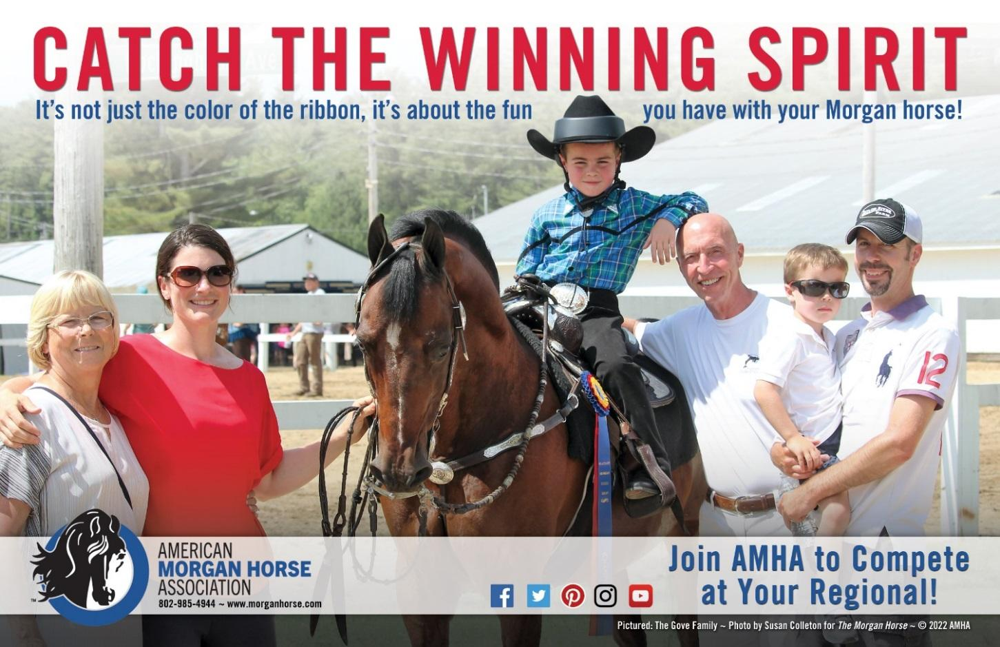 CATCH THE WINNING SPIRIT
It's not just the color of the ribbon, it's about the fun you have with your Morgan horse!
12
AMERICAN
MORGAN HORSE
ASSOCIATION
802-985-4944 ~ www.morganhorse.com
TM
Join AMHA to Compete
at Your Regional!
Pictured: The Gove Family ~ Photo by Susan Colleton for The Morgan Horse ~ © 2022 AMHA